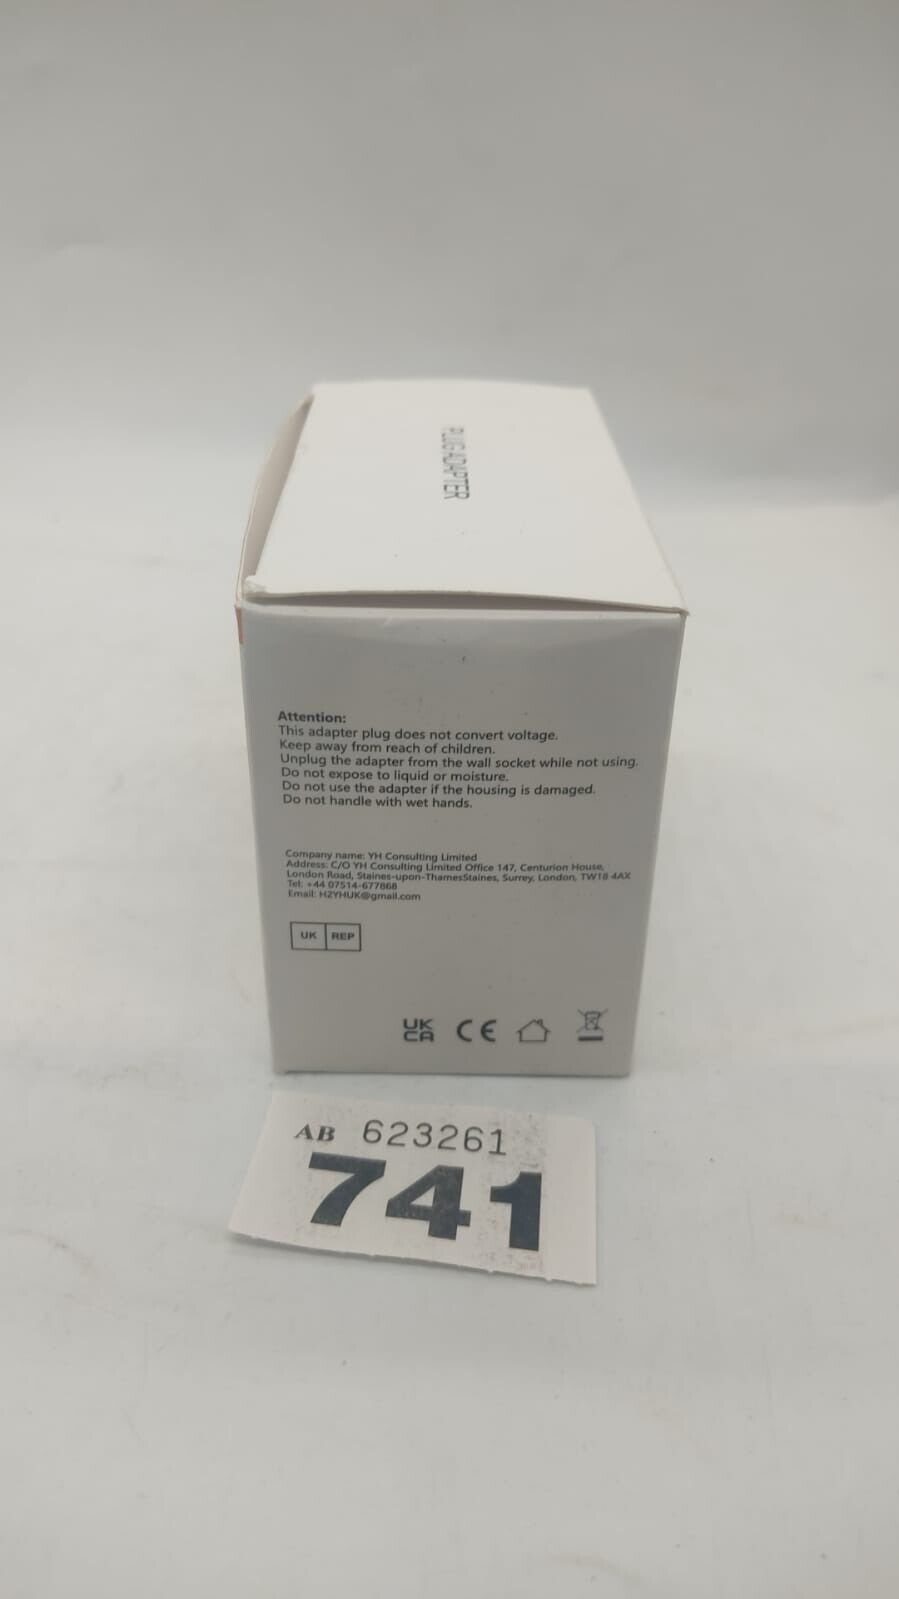 PLUG ADAPTER
Attention:
This adapter plug does not convert voltage.
Keep away from reach of children.
Unplug the adapter from the wall socket while not using.
Do not expose to liquid or moisture.
Do not use the adapter if the housing is damaged.
Do not handle with wet hands.
Company name: YH Consulting Limited
Address: C/O YH Consulting Limited Office 147, Centurion House,
London Road, Staines-upon-ThamesStaines, Surrey, London, TW18 4AX
Tel: +44 07514-677868
Email: H2YHUK@gmail.com
UK REP
UK
CA CE
AB 623261
741